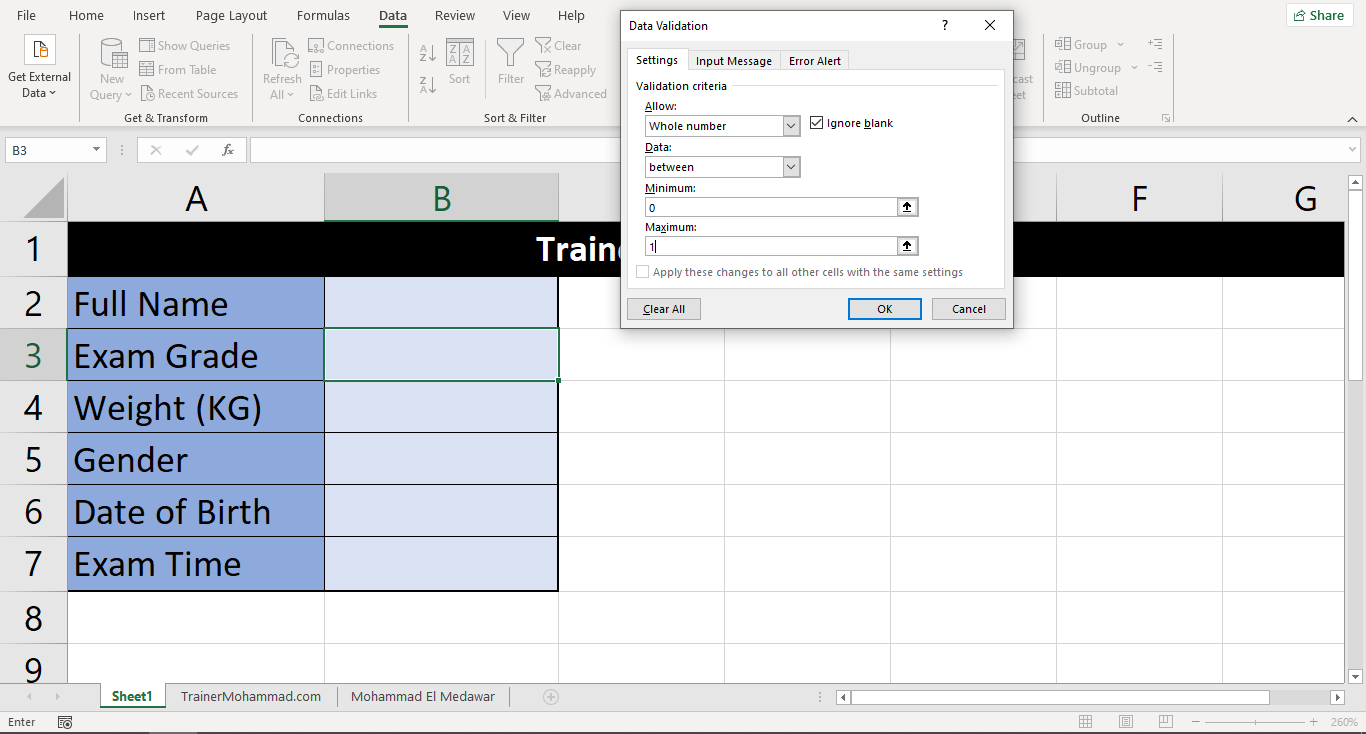 File Home Insert Page Layout Formulas Data Review View Help
Share
Get External Data
New Query
Show Queries
From Table
Recent Sources
Get & Transform
Refresh All
Connections
Properties
Edit Links
Connections
Sort
Filter
Clear
Reapply
Advanced
Sort & Filter
Group
Ungroup
Subtotal
Outline
Data Validation
?
Settings Input Message Error Alert
Validation criteria
Allow:
Whole number
Ignore blank
Data:
between
Minimum:
0
Maximum:
1
Apply these changes to all other cells with the same settings
Clear All OK Cancel
B3 fx
A B F G
1
2 Full Name
3 Exam Grade
4 Weight (KG)
5 Gender
6 Date of Birth
7 Exam Time
8
9
Sheet1 TrainerMohammad.com Mohammad El Medawar
Enter 260%